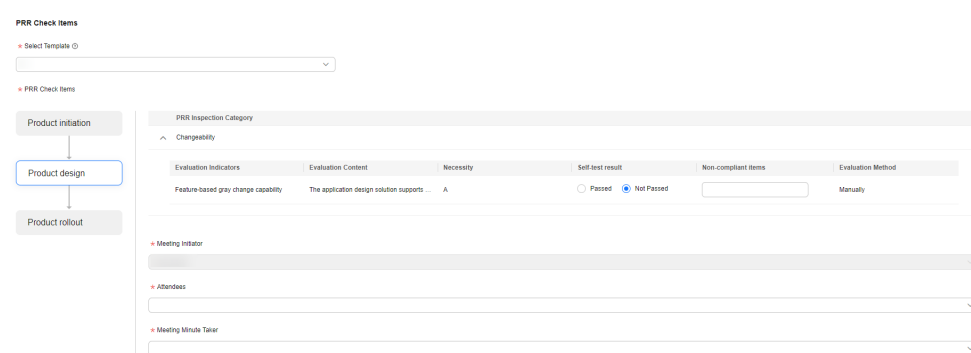 PRR Check Items
* Select Template
* PRR Check Items
Product initiation
Product design
Product rollout
PRR Inspection Category
Changeability
Evaluation Indicators Evaluation Content Necessity Self-test result Non-compliant items Evaluation Method
Feature-based gray change capability The application design solution supports ... A Passed Not Passed Manually
* Meeting Initiator
* Attendees
* Meeting Minute Taker